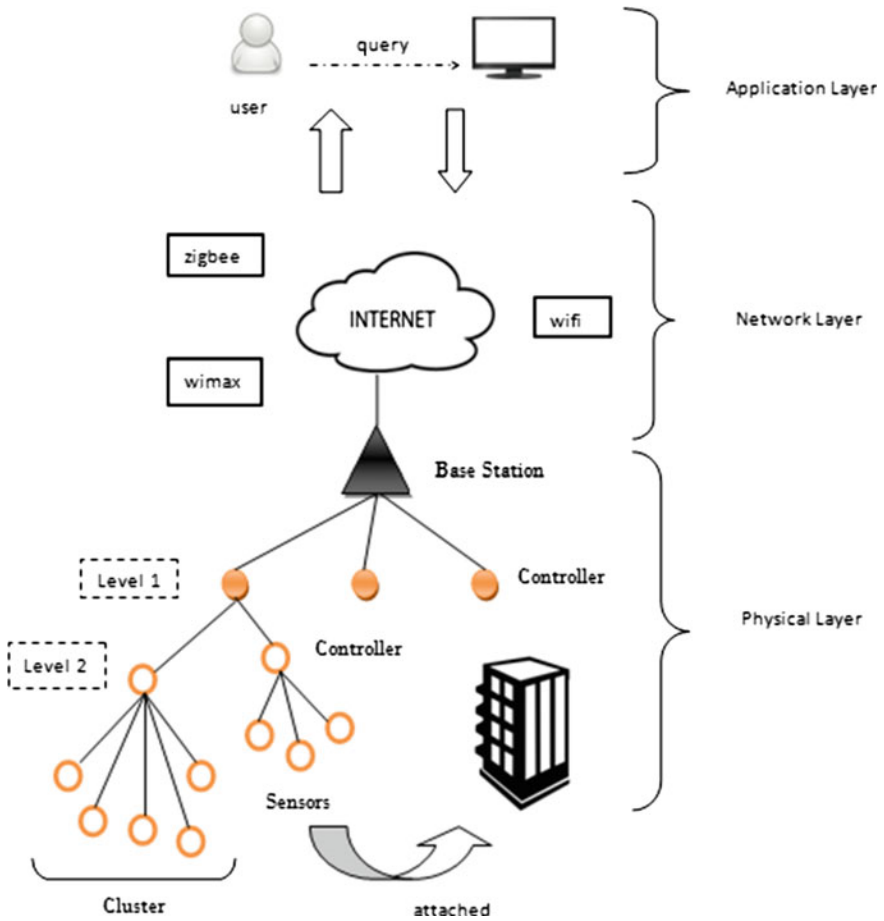 query
user
Application Layer
zigbee
INTERNET
wifi
Network Layer
wimax
Base Station
Level 1
Controller
Physical Layer
Controller
Level 2
Sensors
Cluster
attached